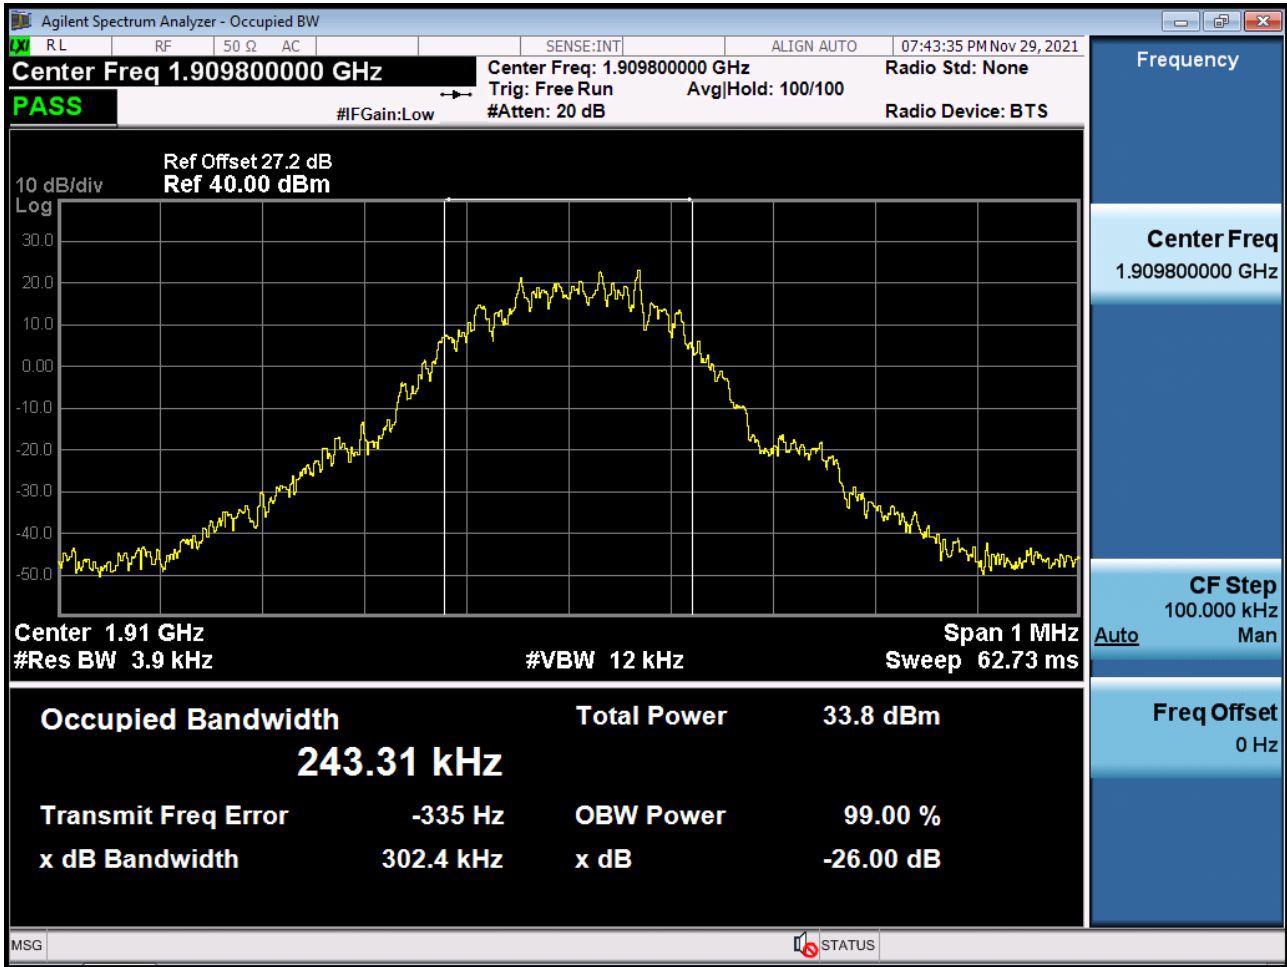 Agilent Spectrum Analyzer - Occupied BW
LXI RL RF 50 Ω AC SENSE:INT ALIGN AUTO 07:43:35 PM Nov 29, 2021
Center Freq 1.909800000 GHz
PASS
#IFGain:Low
Center Freq: 1.909800000 GHz
Trig: Free Run Avg|Hold: 100/100
#Atten: 20 dB
Radio Std: None
Radio Device: BTS
Ref Offset 27.2 dB
10 dB/div Ref 40.00 dBm
Log
30.0
20.0
10.0
0.00
-10.0
-20.0
-30.0
-40.0
-50.0
Center 1.91 GHz Span 1 MHz
#Res BW 3.9 kHz #VBW 12 kHz Sweep 62.73 ms
Occupied Bandwidth Total Power 33.8 dBm
243.31 kHz
Transmit Freq Error -335 Hz OBW Power 99.00 %
x dB Bandwidth 302.4 kHz x dB -26.00 dB
MSG STATUS
Frequency
Center Freq
1.909800000 GHz
CF Step
100.000 kHz
Auto Man
Freq Offset
0 Hz